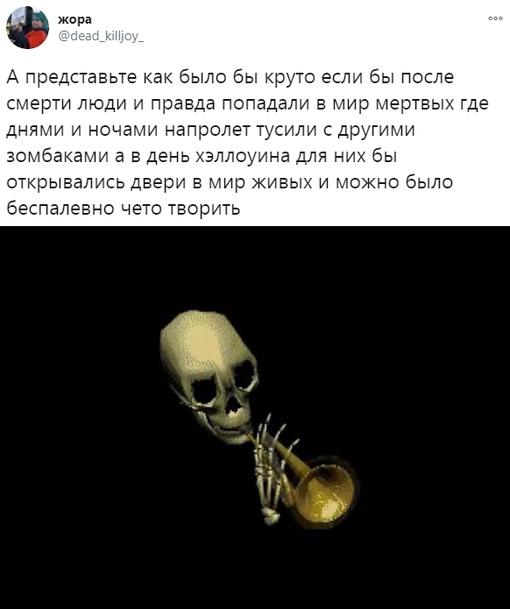 жора
@dead_killjoy_
А представьте как было бы круто если бы после
смерти люди и правда попадали в мир мертвых где
днями и ночами напролет тусили с другими
зомбаками а в день хэллоуина для них бы
открывались двери в мир живых и можно было
беспалевно чето творить